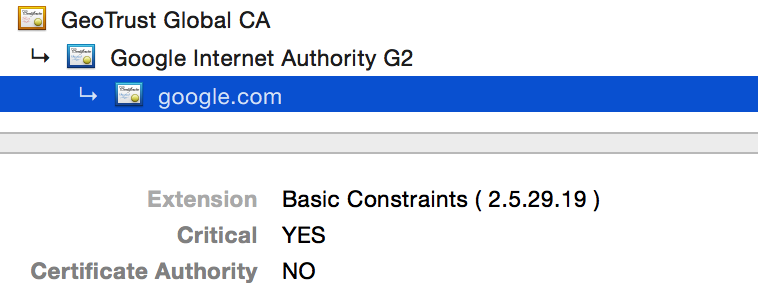 GeoTrust Global CA
↳ Google Internet Authority G2
↳ google.com
Extension Basic Constraints ( 2.5.29.19 )
Critical YES
Certificate Authority NO